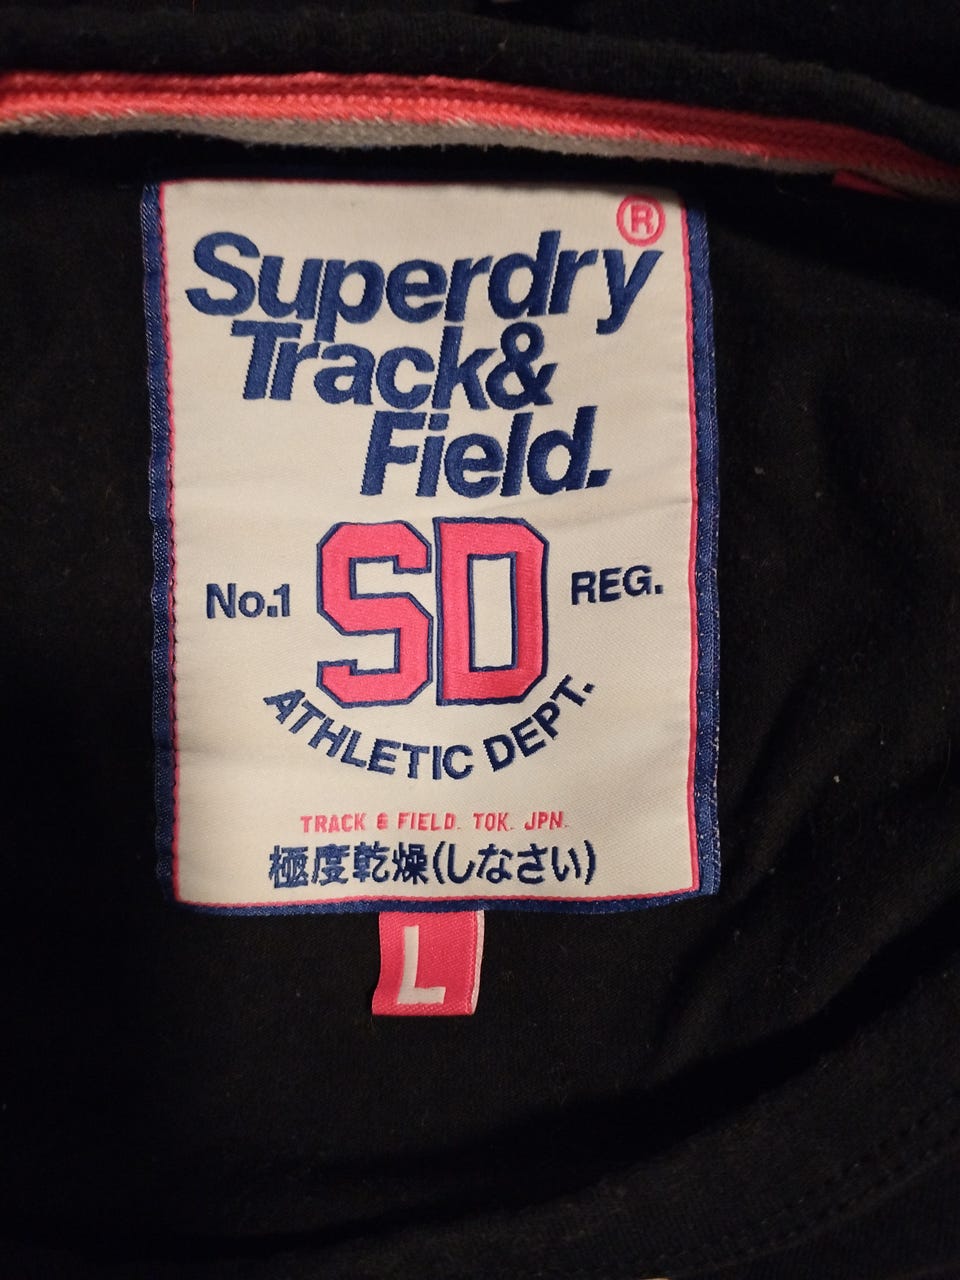 Superdry®
Track&
Field.
No.1 SD REG.
ATHLETIC DEPT.
TRACK & FIELD. TOK. JPN.
極度乾燥(しなさい)
L